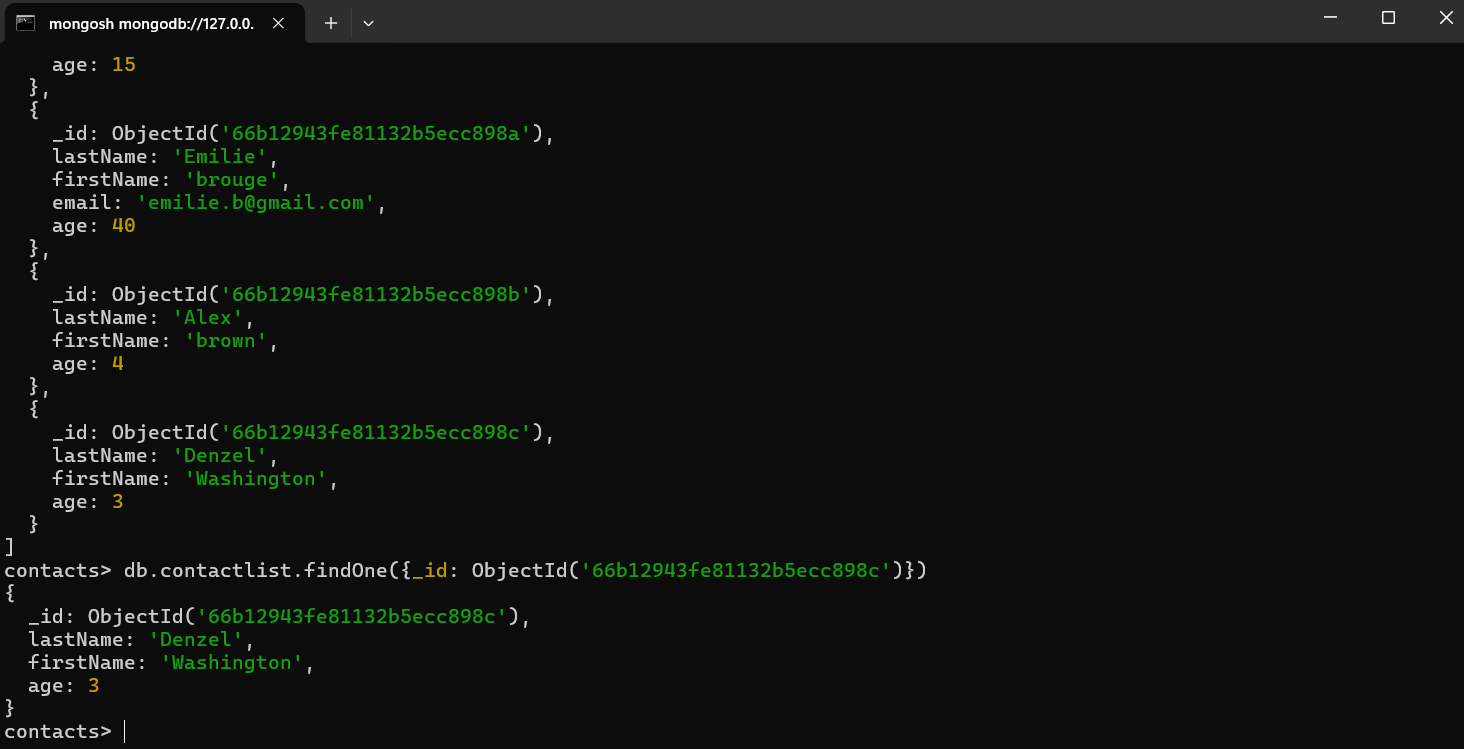 mongosh mongodb://127.0.0.
age: 15
},
{
_id: ObjectId('66b12943fe81132b5ecc898a'),
lastName: 'Emilie',
firstName: 'brouge',
email: 'emilie.b@gmail.com',
age: 40
},
{
_id: ObjectId('66b12943fe81132b5ecc898b'),
lastName: 'Alex',
firstName: 'brown',
age: 4
},
{
_id: ObjectId('66b12943fe81132b5ecc898c'),
lastName: 'Denzel',
firstName: 'Washington',
age: 3
}
]
contacts> db.contactlist.findOne({_id: ObjectId('66b12943fe81132b5ecc898c')})
{
_id: ObjectId('66b12943fe81132b5ecc898c'),
lastName: 'Denzel',
firstName: 'Washington',
age: 3
}
contacts>